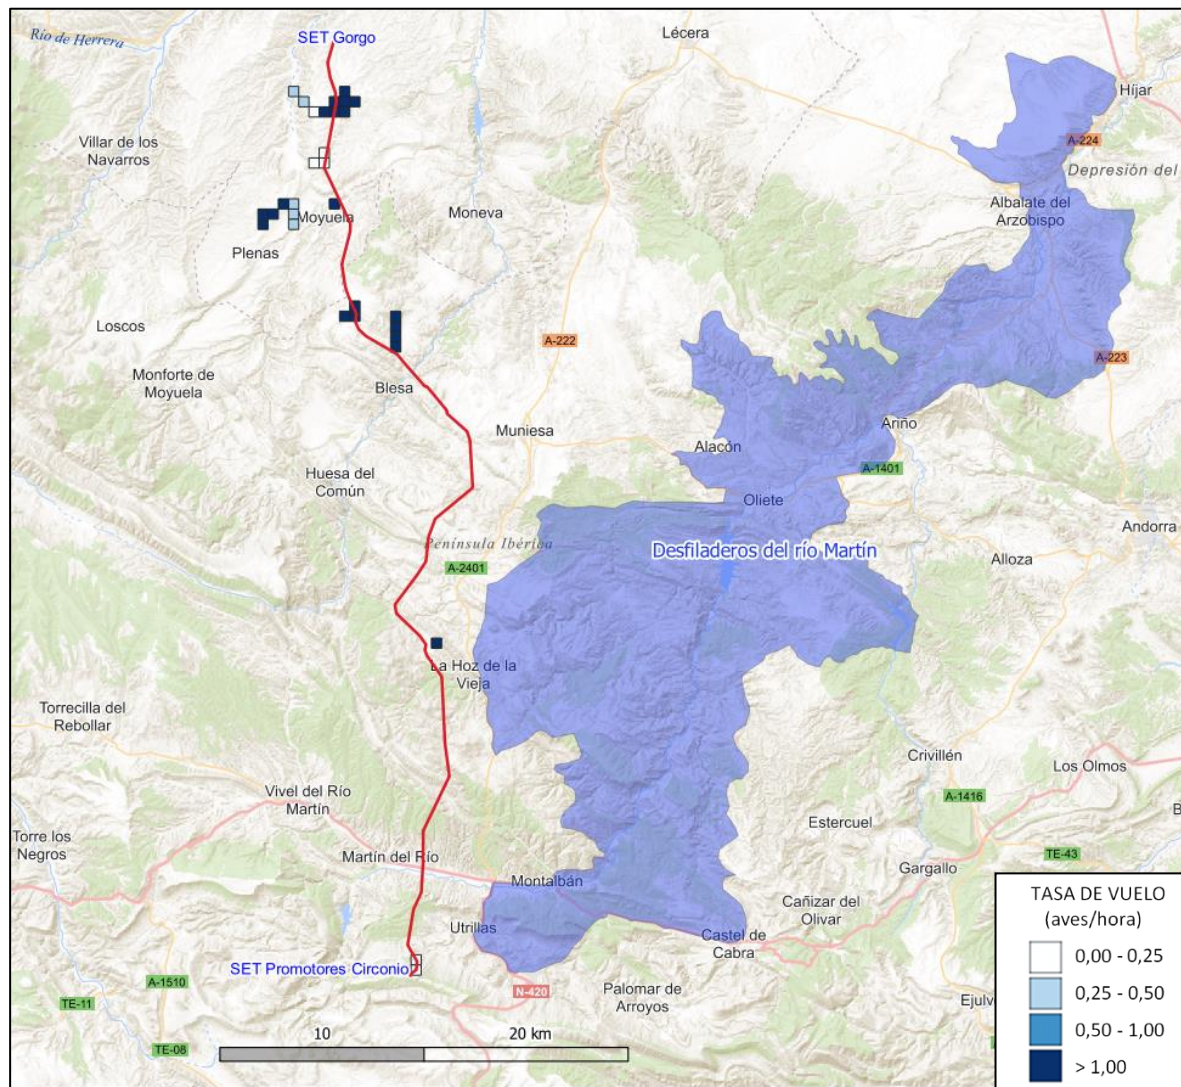 Río de Herrera
SET Gorgo
Lécera
Híjar
Villar de los
Navarros
A-224
Depresión del
Albalate del
Arzobispo
Moyuela
Moneva
Plenas
Loscos
A-222
A-223
Monforte de
Moyuela
Blesa
Muniesa
Ariño
Alacón
A-1401
Huesa del
Común
Oliete
Andorra
Península Ibérica
Desfiladeros del río Martín
Alloza
A-2401
La Hoz de la
Vieja
Torrecilla del
Rebollar
Crivillén
Los Olmos
Vivel del Río
Martín
A-1416
Estercuel
Torre los
Negros
Martín del Río
TE-43
Gargallo
Montalbán
Cañizar del
Olivar
Utrillas
Castel de
Cabra
SET Promotores Circonio
A-1510
N-420
Palomar de
Arroyos
Ejulv
TE-11
TE-08
10
20 km
TASA DE VUELO
(aves/hora)
0,00 - 0,25
0,25 - 0,50
0,50 - 1,00
> 1,00